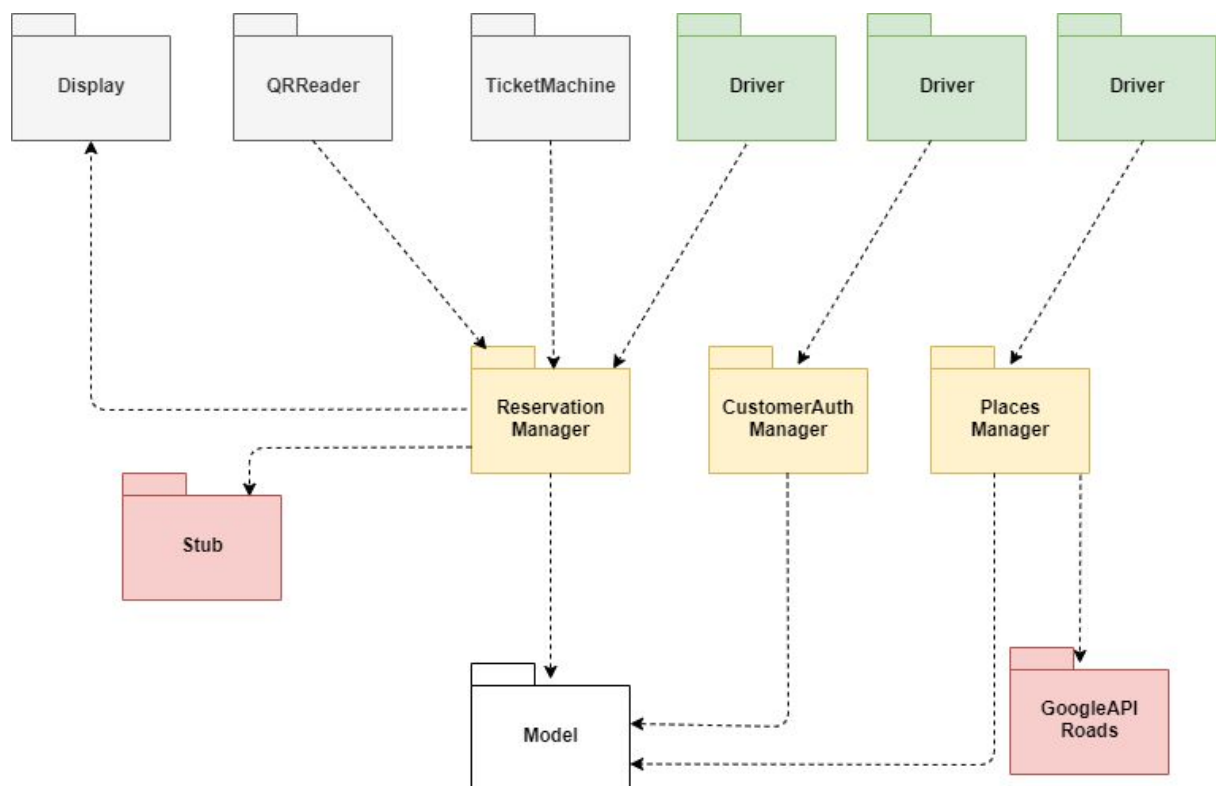 Display
QRReader
TicketMachine
Driver
Driver
Driver
Reservation
Manager
CustomerAuth
Manager
Places
Manager
Stub
Model
GoogleAPI
Roads